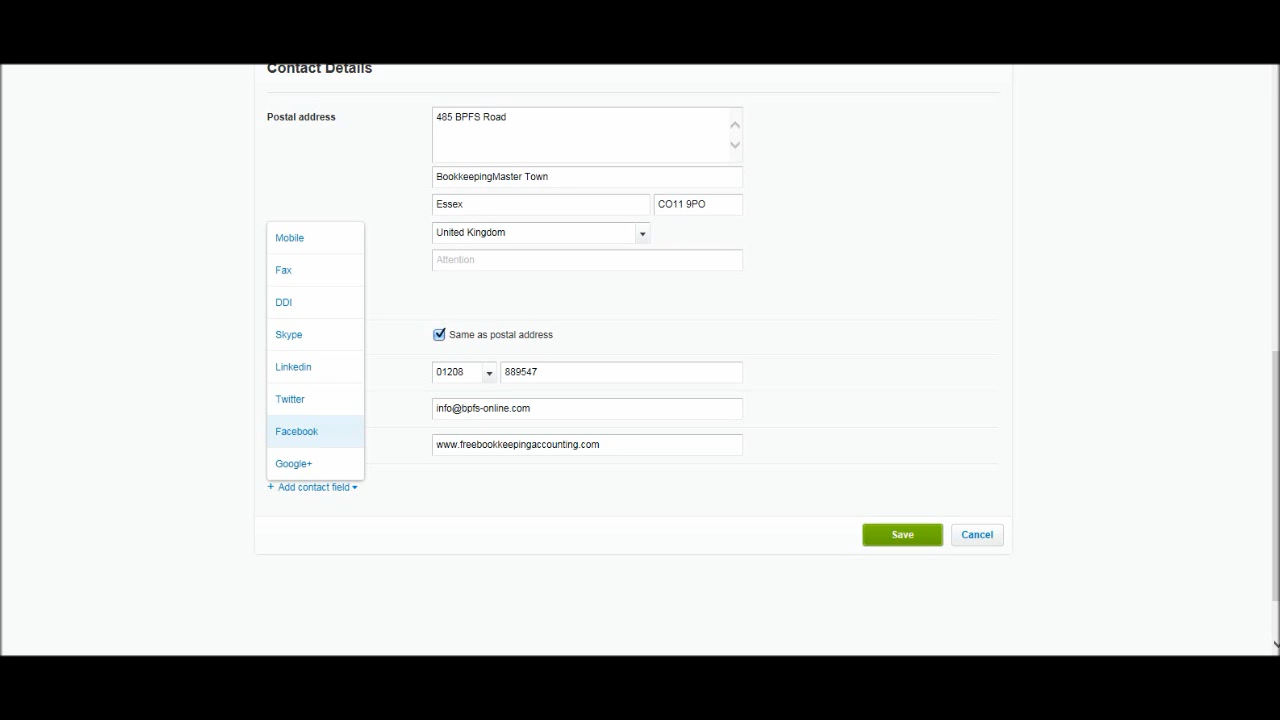 Contact Details
Postal address
485 BPFS Road
BookkeepingMaster Town
Essex
CO11 9PO
United Kingdom
Attention
Mobile
Fax
DDI
Skype
Linkedin
Twitter
Facebook
Google+
Same as postal address
01208
889547
info@bpfs-online.com
www.freebookkeepingaccounting.com
+ Add contact field
Save
Cancel